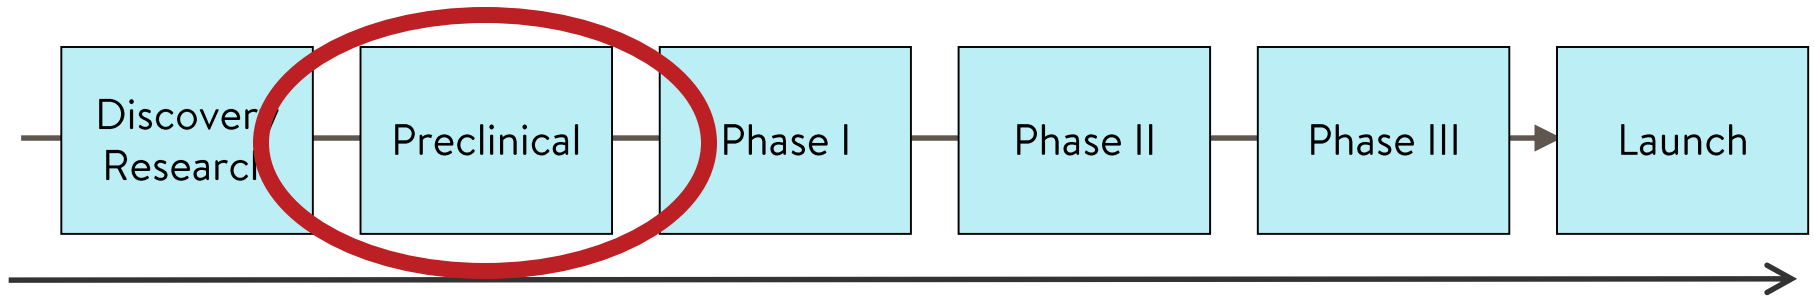 Discovery
Research
Preclinical
Phase I
Phase II
Phase III
Launch